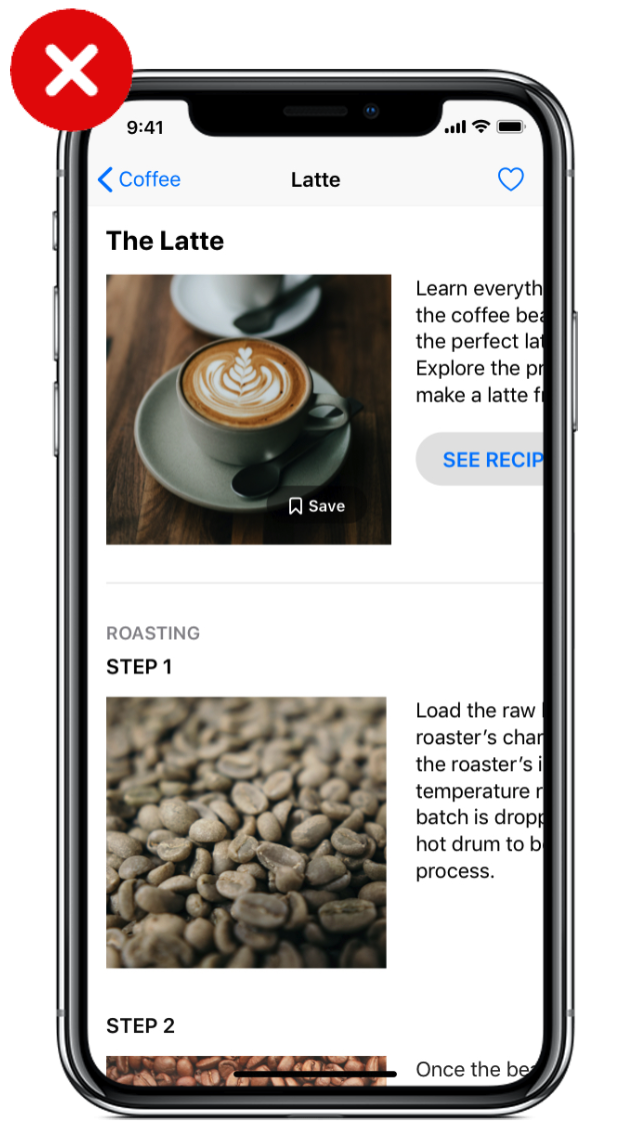 9:41
Coffee
Latte
The Latte
Learn everyth
the coffee bea
the perfect lat
Explore the pr
make a latte f
SEE RECIP
Save
ROASTING
STEP 1
Load the raw
roaster's char
the roaster's i
temperature r
batch is dropp
hot drum to b
process.
STEP 2
Once the bea